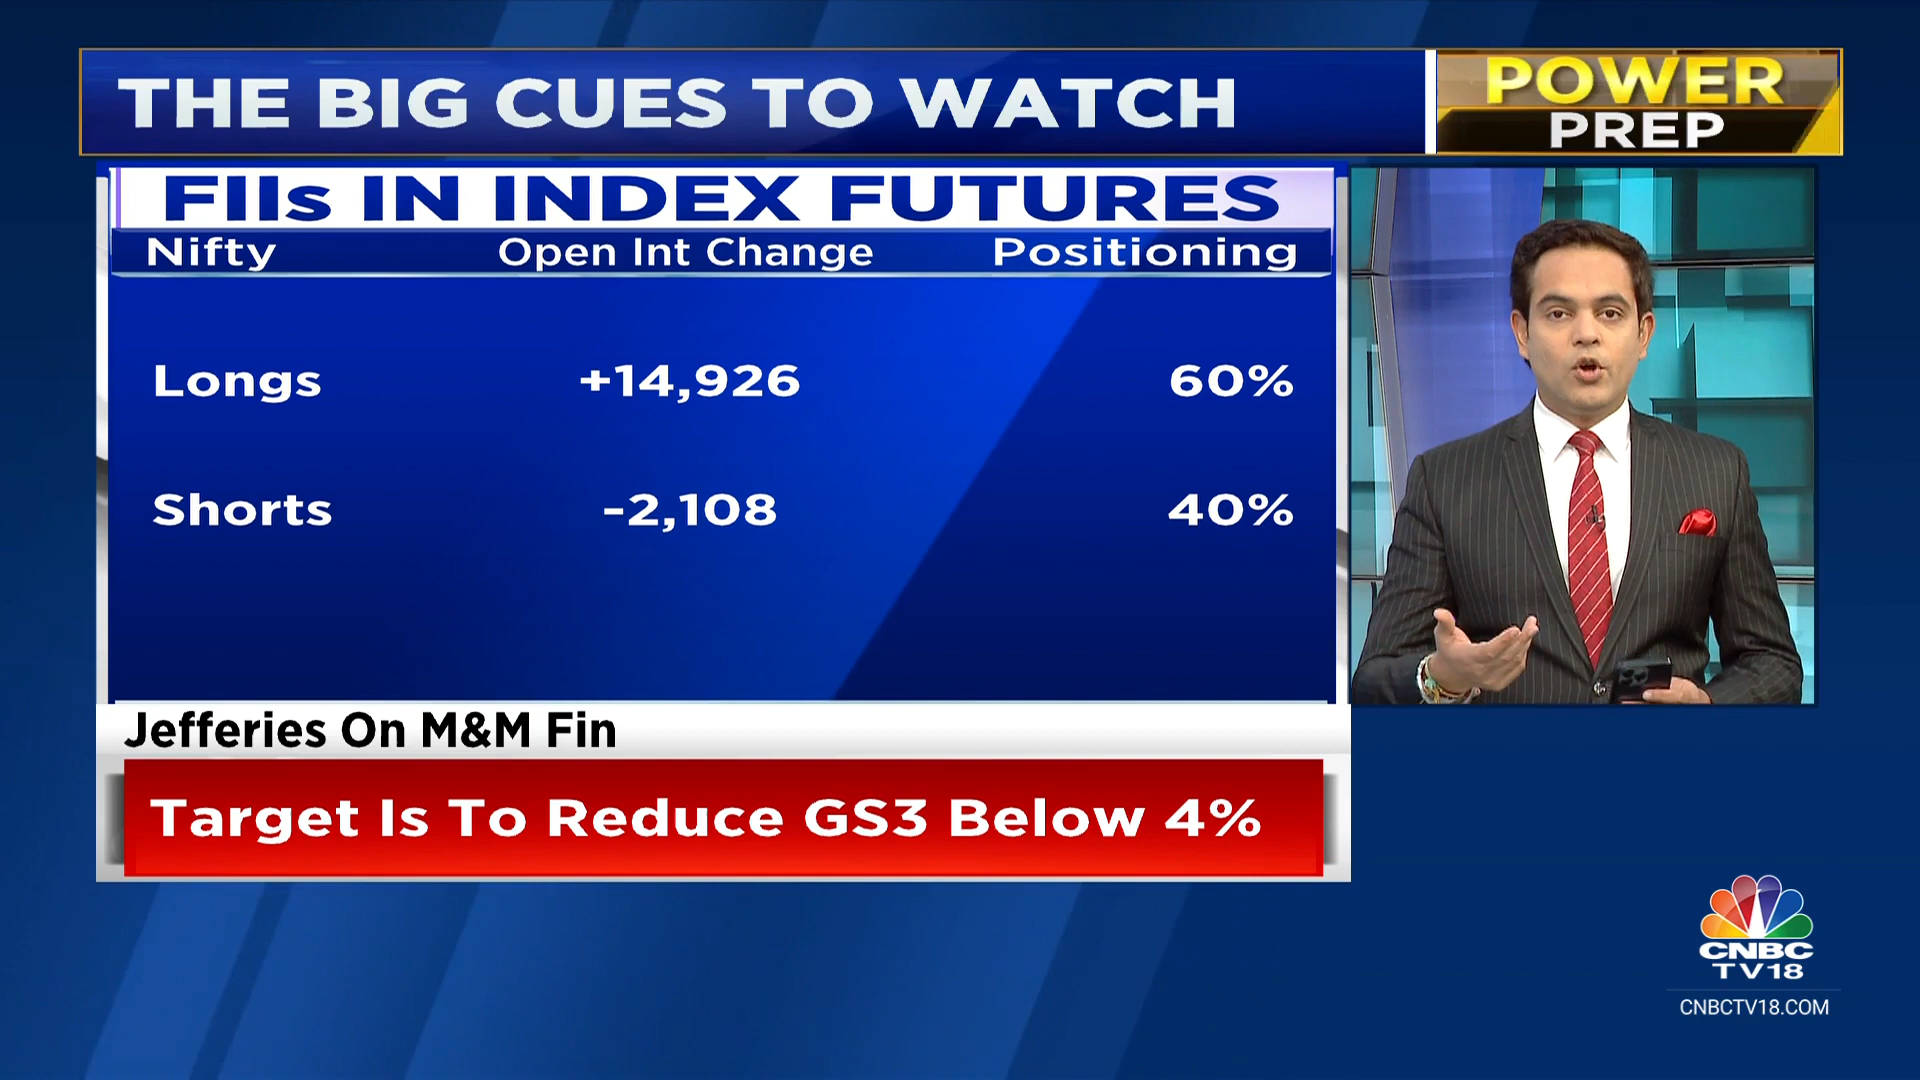 THE BIG CUES TO WATCH
POWER
PREP
FIIs IN INDEX FUTURES
Nifty Open Int Change Positioning
Longs +14,926 60%
Shorts -2,108 40%
Jefferies On M&M Fin
Target Is To Reduce GS3 Below 4%
CNBC
TV18
CNBCTV18.COM